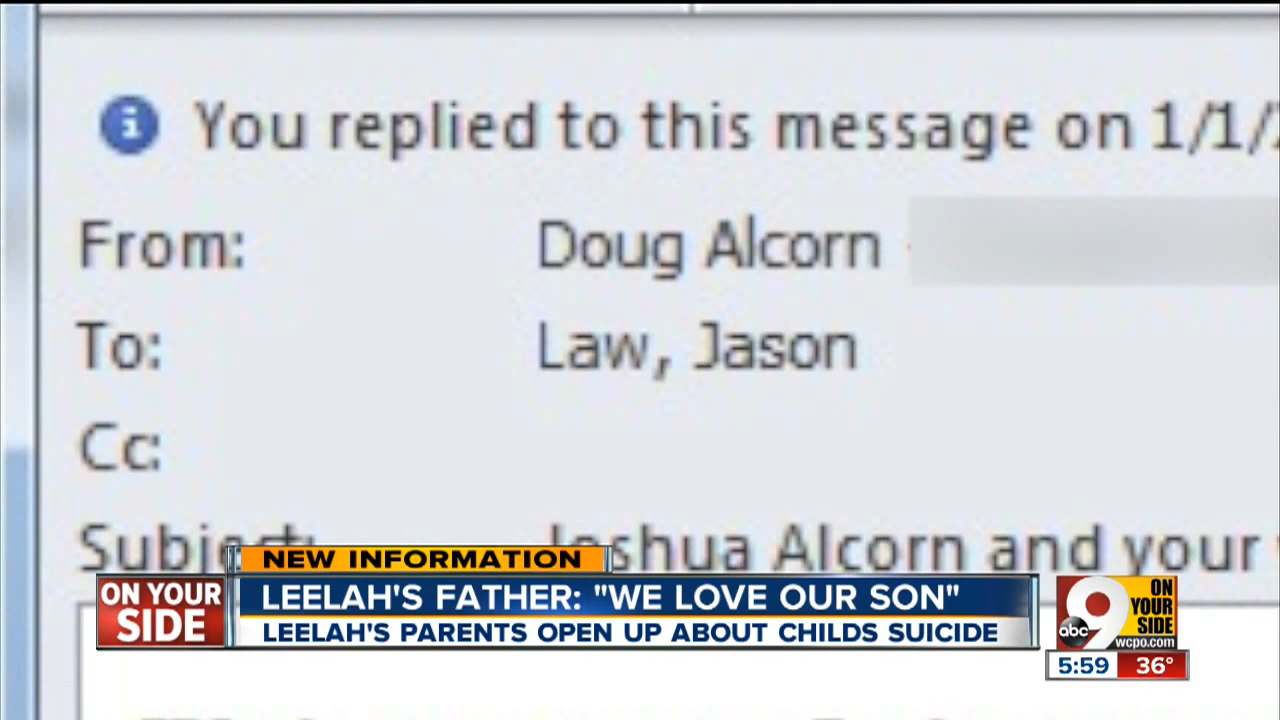 You replied to this message on 1/1/
From: Doug Alcorn
To: Law, Jason
Cc:
Subject: Joshua Alcorn and your
NEW INFORMATION
ON YOUR SIDE
LEELAH'S FATHER: "WE LOVE OUR SON"
LEELAH'S PARENTS OPEN UP ABOUT CHILDS SUICIDE
abc 9 ON YOUR SIDE
wcpo.com
5:59 36°